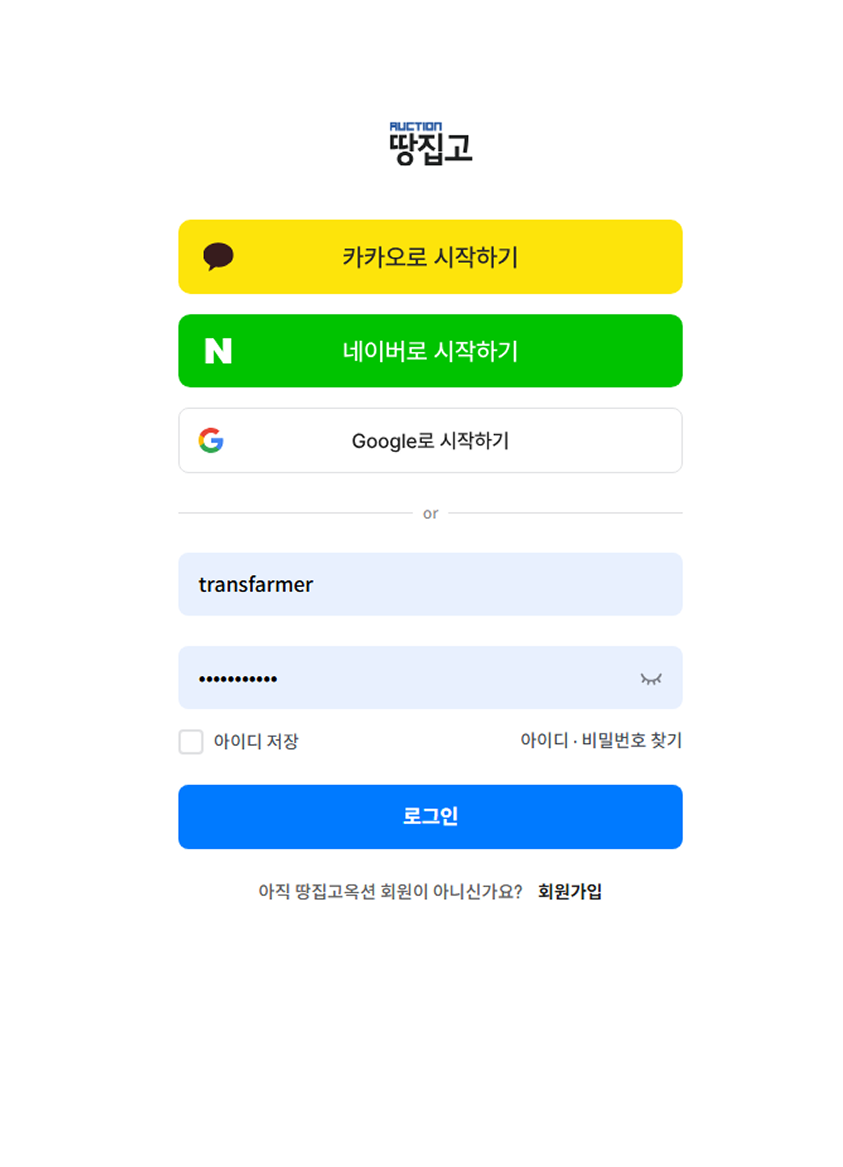 AUCTION
땅집고
카카오로 시작하기
네이버로 시작하기
Google로 시작하기
or
transfarmer
•••••••••••
아이디 저장
아이디 · 비밀번호 찾기
로그인
아직 땅집고옥션 회원이 아니신가요? 회원가입